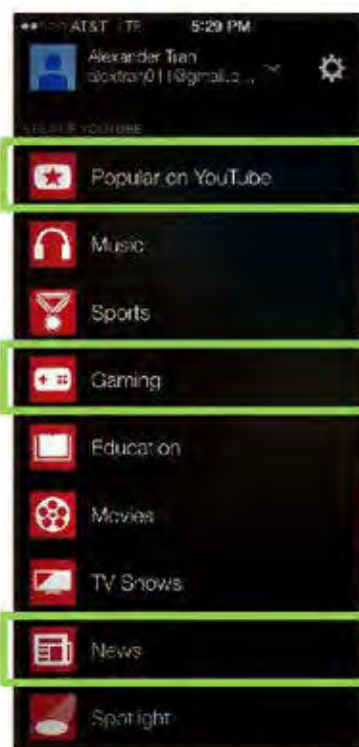 AT&T LTE 5:29 PM
Alexander Tran
Popular on YouTube
Music
Sports
Gaming
Education
Movies
TV Shows
News
Spotlight